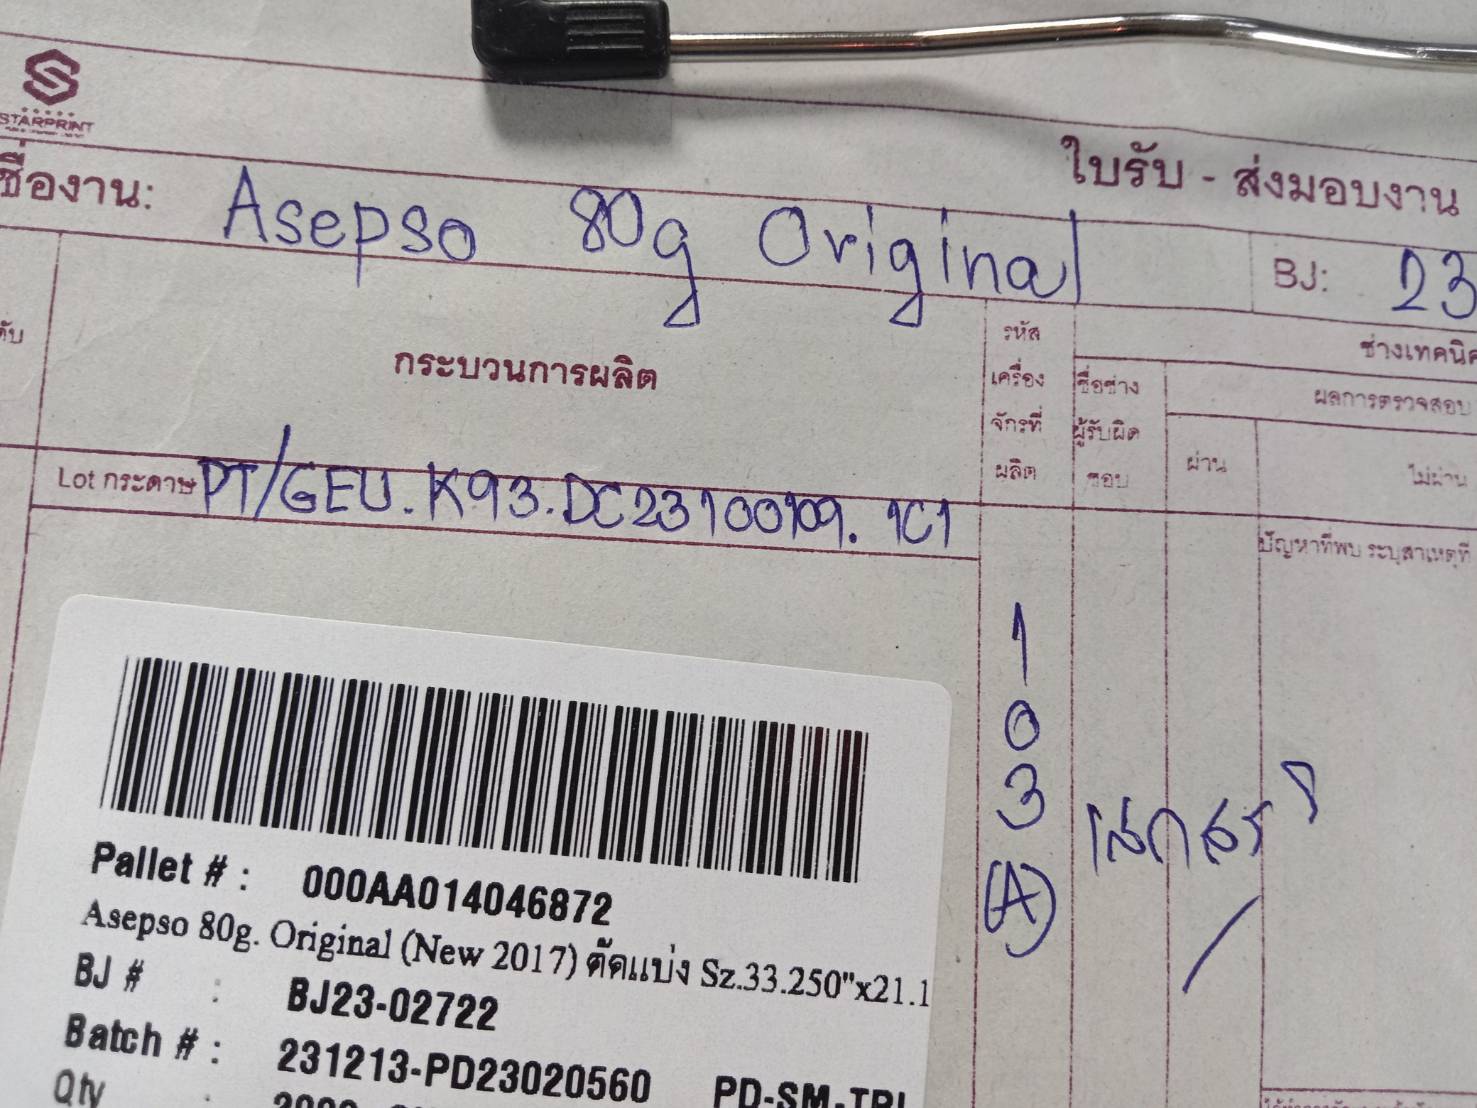 STARPRINT
ใบรับ - ส่งมอบงาน
ชื่องาน: Asepso 80g Original
BJ: 23
กระบวนการผลิต
รหัส
เครื่อง
จักรที่
ผลิต
ช่างเทคนิค
ชื่อช่าง
ผู้รับผิด
ชอบ
ผลการตรวจสอบ
ผ่าน
ไม่ผ่าน
Lot กระดาษ PT/GEU.K93.DC23100109.1C1
ปัญหาที่พบ ระบุสาเหตุที่
1
0
3
(A)
Pallet # : 000AA014046872
Asepso 80g. Original (New 2017) ตัดแบ่ง Sz.33.250"x21.1
BJ # : BJ23-02722
Batch # : 231213-PD23020560 PD-SM-TRI
Qty :